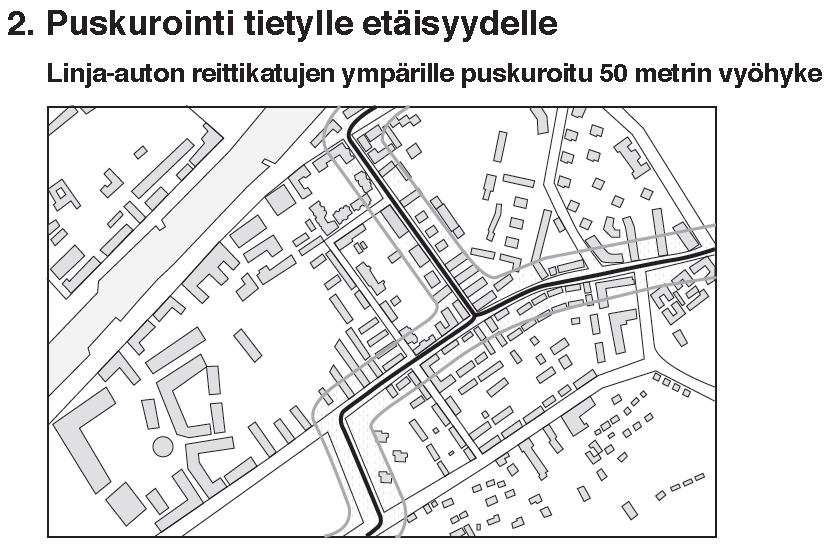 2. Puskurointi tietylle etäisyydelle
Linja-auton reittikatujen ympärille puskuroitu 50 metrin vyöhyke